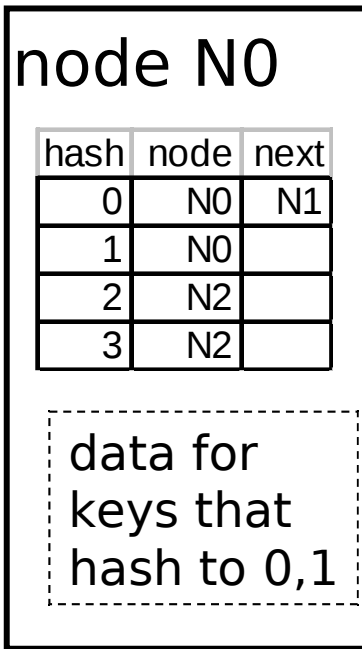 node N0
hash node next
0 N0 N1
1 N0
2 N2
3 N2
data for
keys that
hash to 0,1